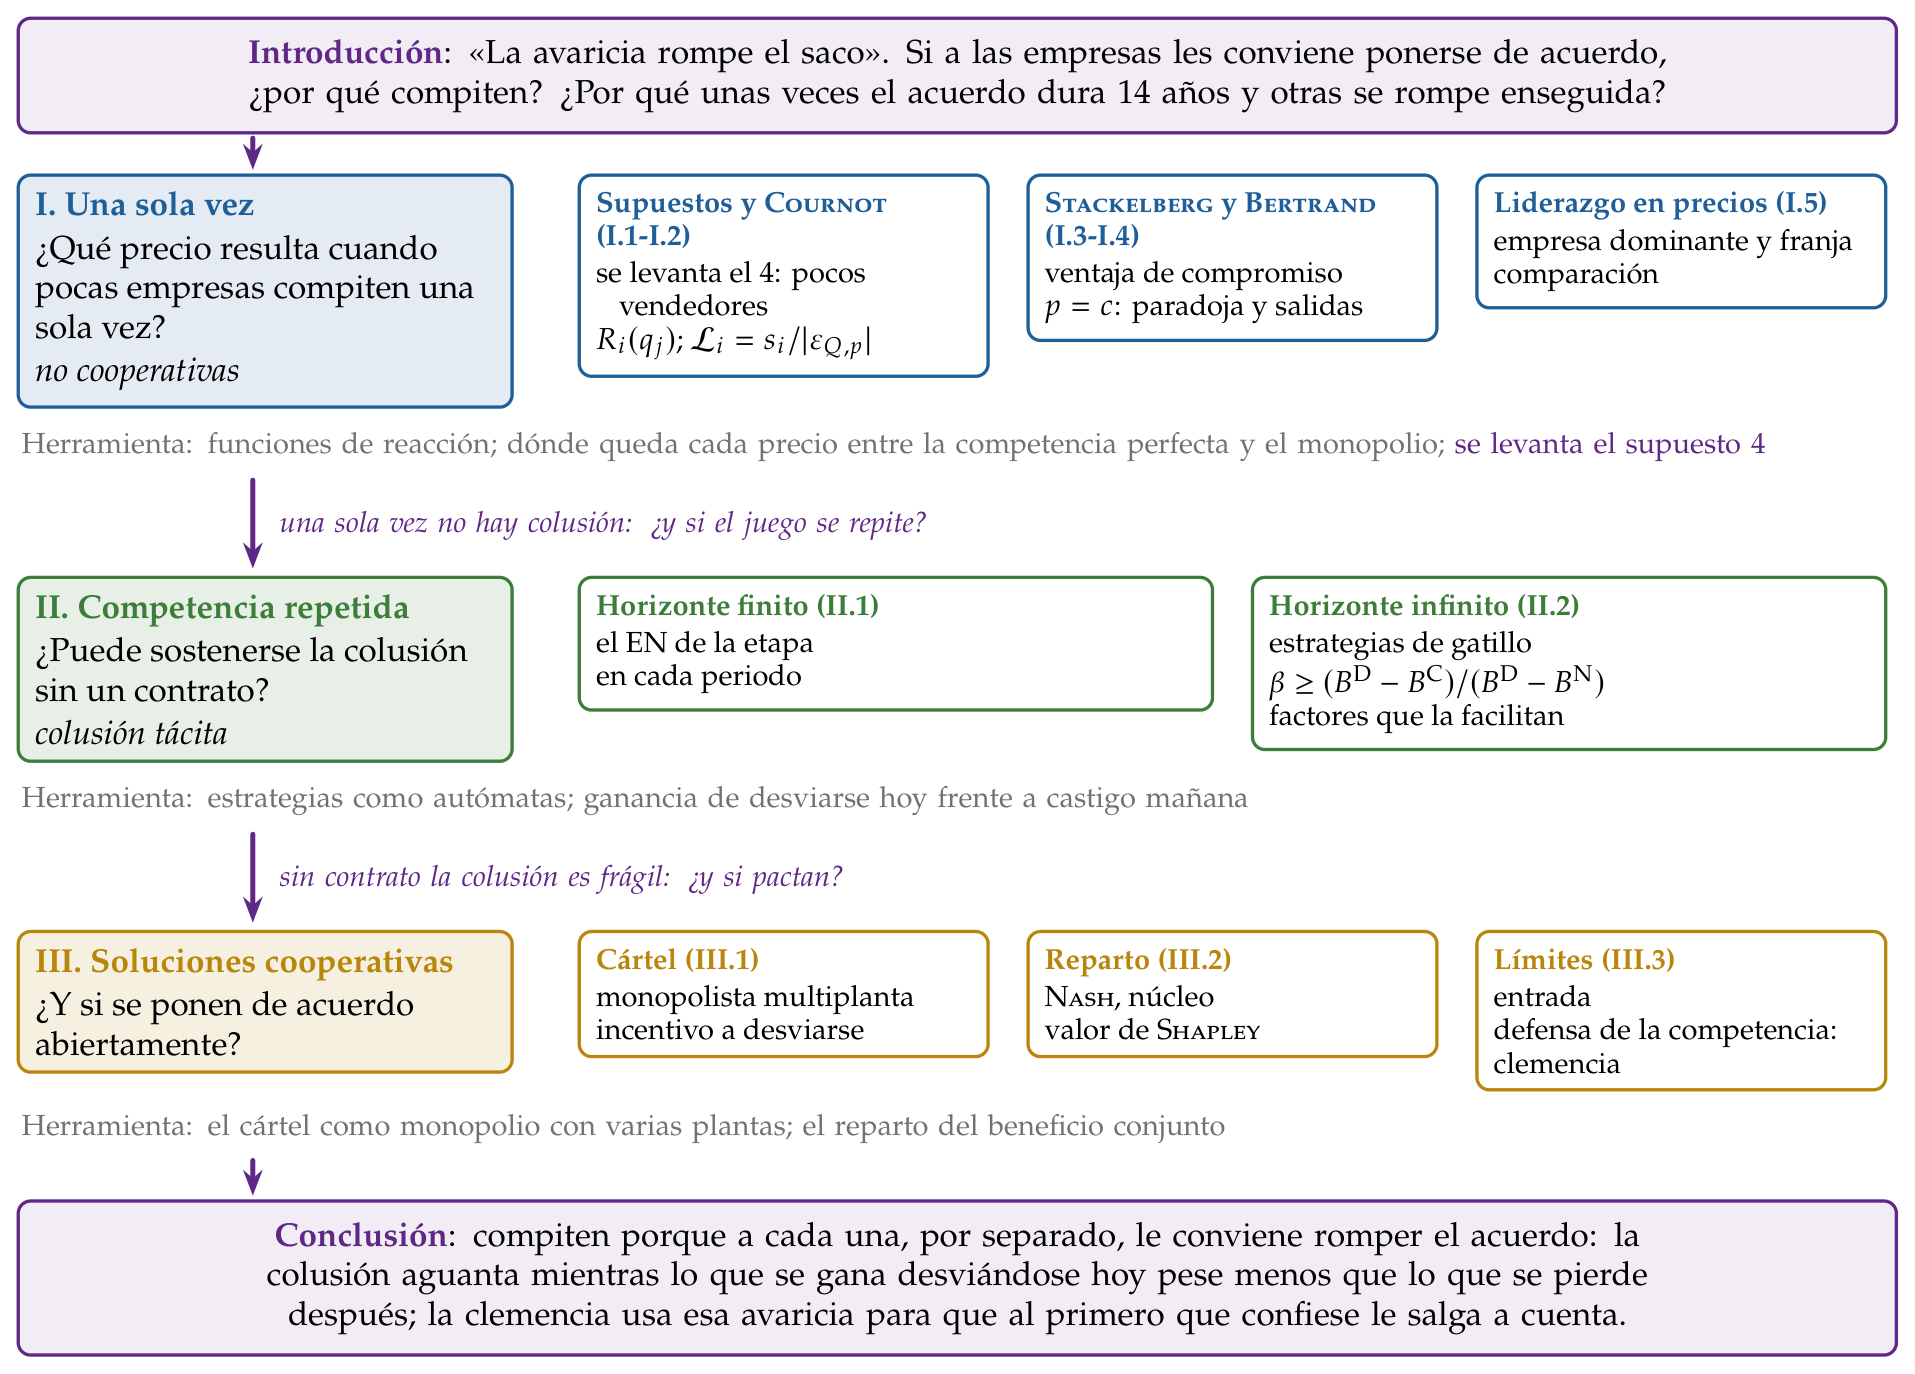 Introducción: «La avaricia rompe el saco». Si a las empresas les conviene ponerse de acuerdo,
¿por qué compiten? ¿Por qué unas veces el acuerdo dura 14 años y otras se rompe enseguida?
I. Una sola vez
¿Qué precio resulta cuando
pocas empresas compiten una
sola vez?
no cooperativas
Supuestos y COURNOT
(I.1-I.2)
se levanta el 4: pocos
vendedores
R_i(q_j); ℒ_i = s_i/|ε_{Q,p}|
STACKELBERG y BERTRAND
(I.3-I.4)
ventaja de compromiso
p = c: paradoja y salidas
Liderazgo en precios (I.5)
empresa dominante y franja
comparación
Herramienta: funciones de reacción; dónde queda cada precio entre la competencia perfecta y el monopolio; se levanta el supuesto 4
una sola vez no hay colusión: ¿y si el juego se repite?
II. Competencia repetida
¿Puede sostenerse la colusión
sin un contrato?
colusión tácita
Horizonte finito (II.1)
el EN de la etapa
en cada periodo
Horizonte infinito (II.2)
estrategias de gatillo
β ≥ (B^D − B^C)/(B^D − B^N)
factores que la facilitan
Herramienta: estrategias como autómatas; ganancia de desviarse hoy frente a castigo mañana
sin contrato la colusión es frágil: ¿y si pactan?
III. Soluciones cooperativas
¿Y si se ponen de acuerdo
abiertamente?
Cártel (III.1)
monopolista multiplanta
incentivo a desviarse
Reparto (III.2)
NASH, núcleo
valor de SHAPLEY
Límites (III.3)
entrada
defensa de la competencia:
clemencia
Herramienta: el cártel como monopolio con varias plantas; el reparto del beneficio conjunto
Conclusión: compiten porque a cada una, por separado, le conviene romper el acuerdo: la
colusión aguanta mientras lo que se gana desviándose hoy pese menos que lo que se pierde
después; la clemencia usa esa avaricia para que al primero que confiese le salga a cuenta.